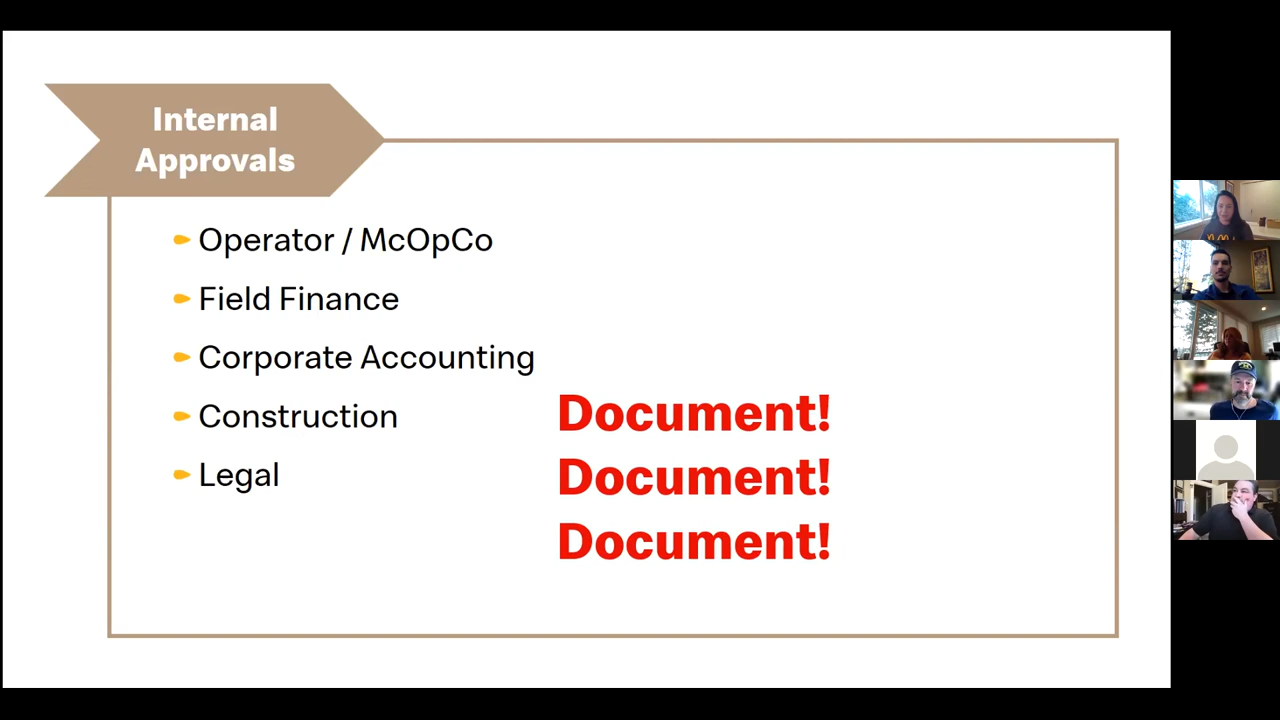 Internal
Approvals
Operator / McOpCo
Field Finance
Corporate Accounting
Construction
Legal
Document!
Document!
Document!